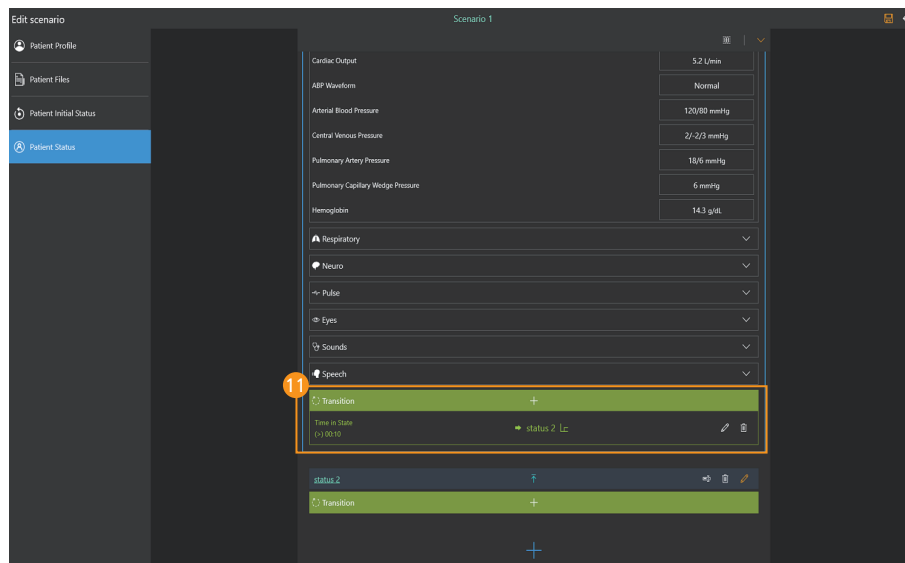 Edit scenario
Scenario 1
Patient Profile
Patient Files
Patient Initial Status
Patient Status
Cardiac Output 5.2 L/min
ABP Waveform Normal
Arterial Blood Pressure 120/80 mmHg
Central Venous Pressure 2/-2/3 mmHg
Pulmonary Artery Pressure 18/6 mmHg
Pulmonary Capillary Wedge Pressure 6 mmHg
Hemoglobin 14.3 g/dL
Respiratory
Neuro
Pulse
Eyes
Sounds
Speech
11
Transition
Time in State
(>) 00:10
status 2
status 2
Transition